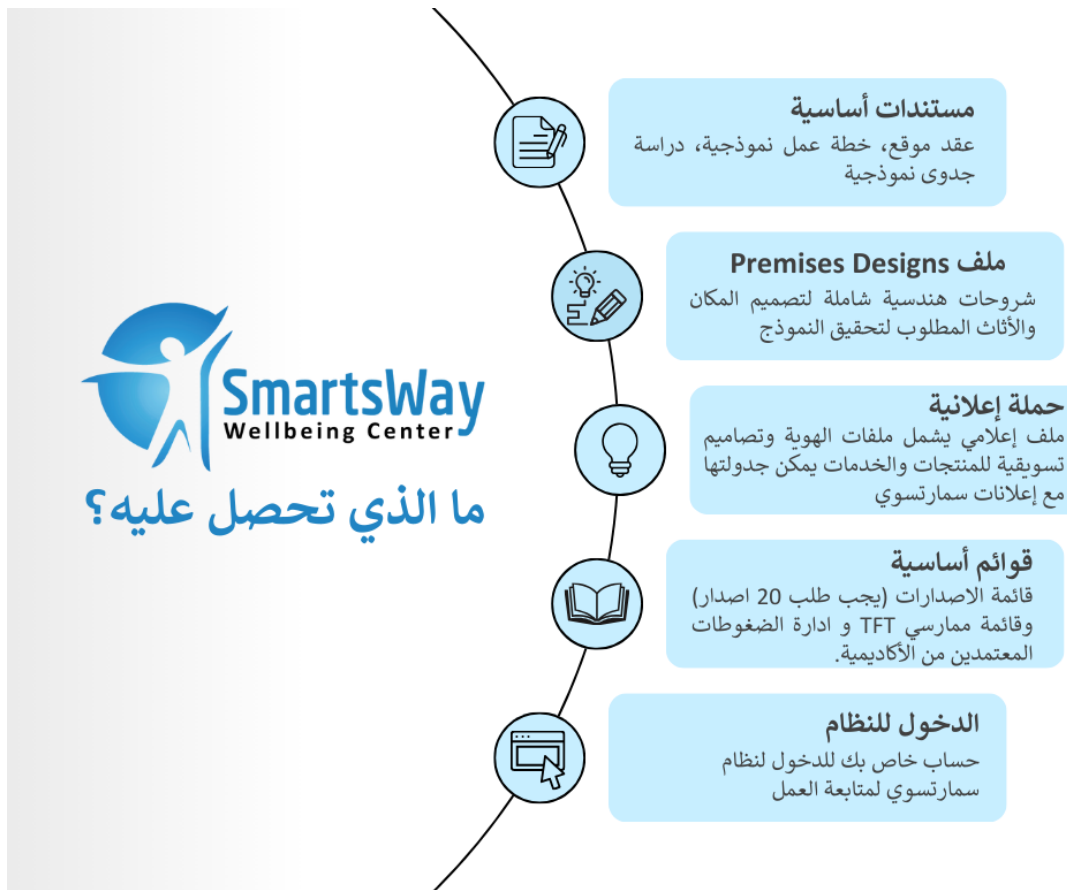 مستندات أساسية
عقد موقع، خطة عمل نموذجية، دراسة
جدوى نموذجية
ملف Premises Designs
شروحات هندسية شاملة لتصميم المكان
والأثاث المطلوب لتحقيق النموذج
حملة إعلانية
ملف إعلامي يشمل ملفات الهوية وتصاميم
تسويقية للمنتجات والخدمات يمكن جدولتها
مع إعلانات سمارتسوي
قوائم أساسية
قائمة الاصدارات (يجب طلب 20 اصدار)
وقائمة ممارسي TFT و ادارة الضغوطات
المعتمدين من الأكاديمية.
الدخول للنظام
حساب خاص بك للدخول لنظام
سمارتسوي لمتابعة العمل
SmartsWay
Wellbeing Center
ما الذي تحصل عليه؟